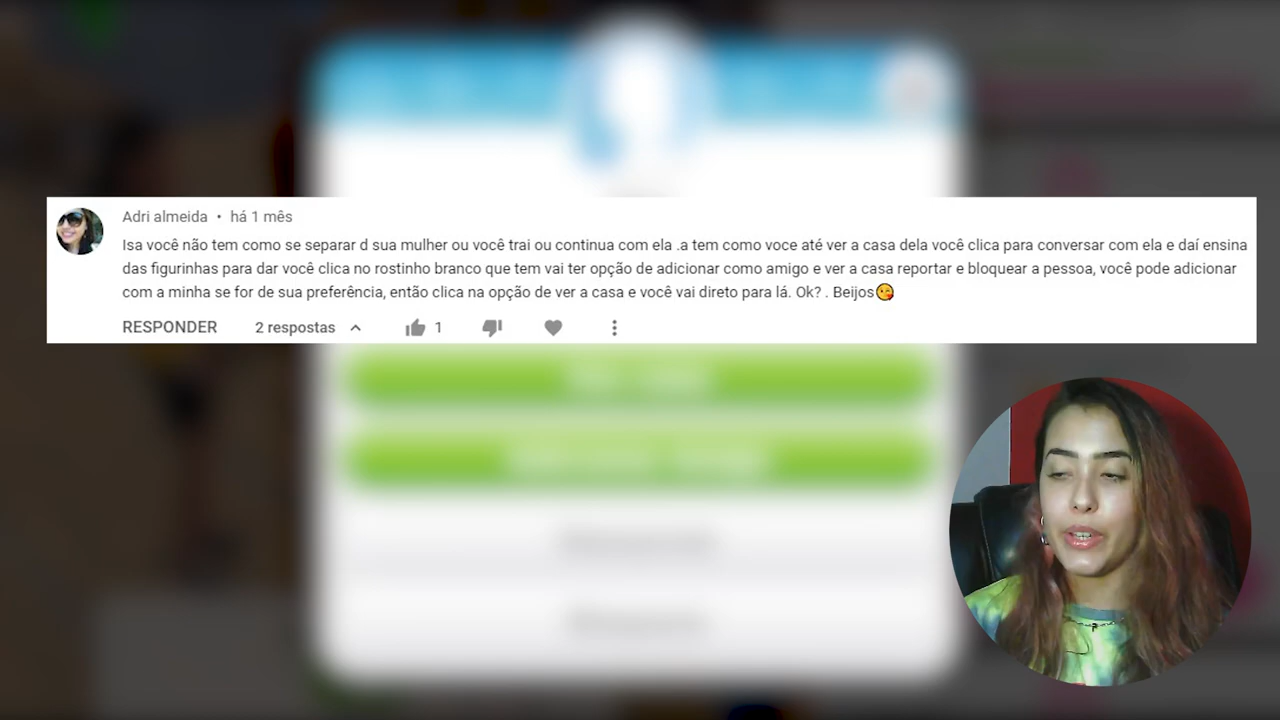 Adri almeida • há 1 mês
Isa você não tem como se separar d sua mulher ou você trai ou continua com ela .a tem como voce até ver a casa dela você clica para conversar com ela e daí ensina
das figurinhas para dar você clica no rostinho branco que tem vai ter opção de adicionar como amigo e ver a casa reportar e bloquear a pessoa, você pode adicionar
com a minha se for de sua preferência, então clica na opção de ver a casa e você vai direto para lá. Ok? . Beijos😘
RESPONDER 2 respostas 1